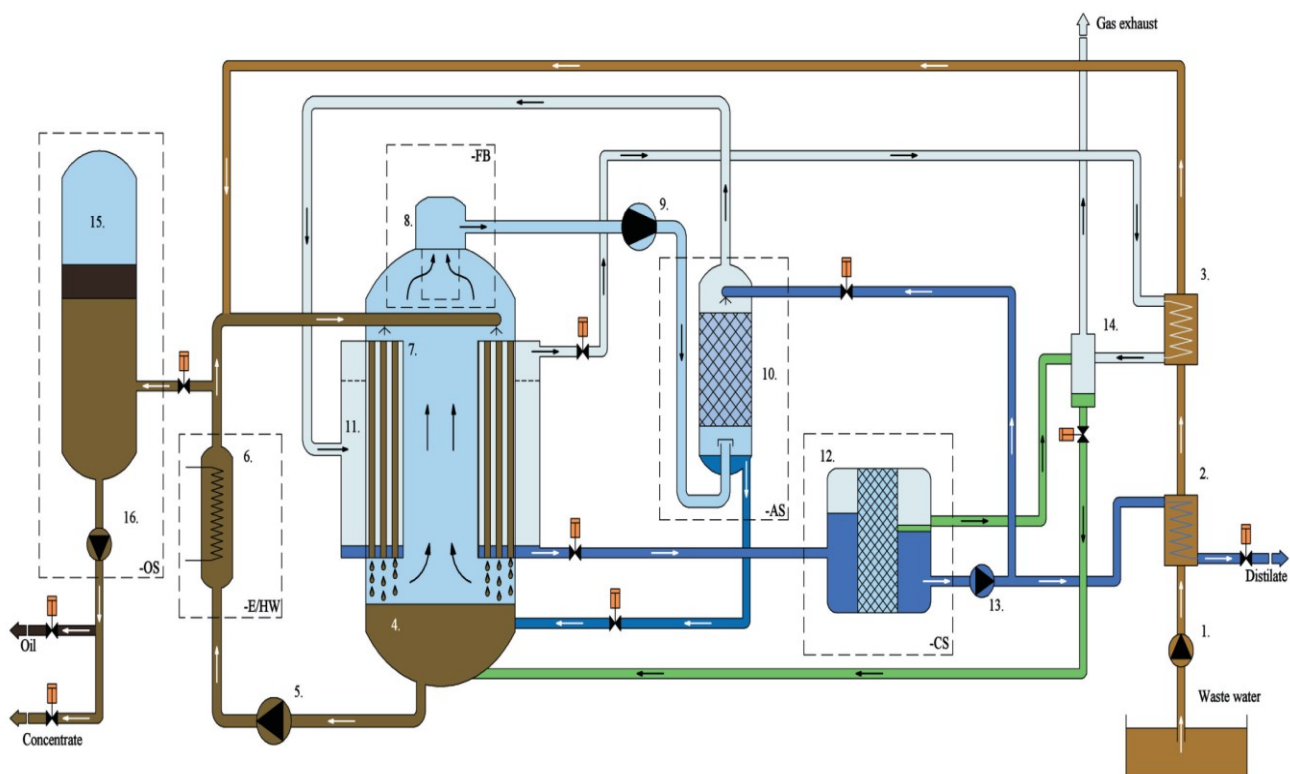 Gas exhaust
-FB
15.
8.
9.
3.
14.
7.
10.
11.
6.
12.
2.
-AS
16.
-OS
Distilate
13.
-E/HW
4.
1.
Oil
-CS
5.
Waste water
Concentrate